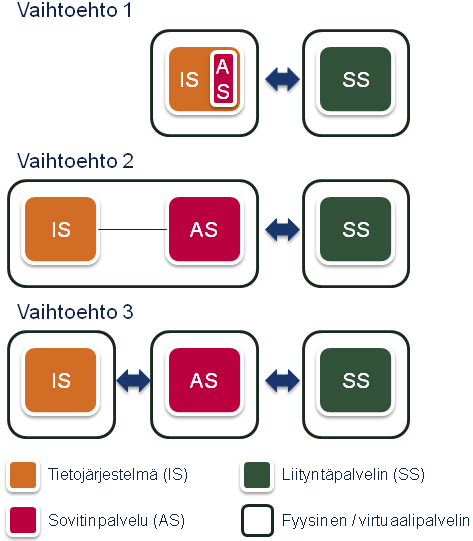 Vaihtoehto 1
IS
A
S
SS
Vaihtoehto 2
IS
AS
SS
Vaihtoehto 3
IS
AS
SS
Tietojärjestelmä (IS)
Liityntäpalvelin (SS)
Sovitinpalvelu (AS)
Fyysinen / virtuaalipalvelin